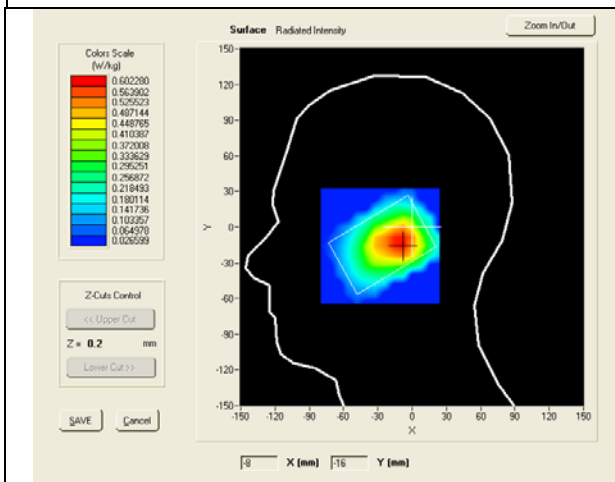 Surface Radiated Intensity
Zoom In/Out
Colors Scale
(W/kg)
0.602280
0.563902
0.525523
0.487144
0.448765
0.410387
0.372008
0.333629
0.295251
0.256872
0.218493
0.180114
0.141736
0.103357
0.064978
0.026599
150-
120-
90-
60-
30-
0-
-30-
-60-
-90-
-120-
-150-
Y
-150 -120 -90 -60 -30 0 30 60 90 120 150
X
Z-Cuts Control
<< Upper Cut
Z = 0.2 mm
Lower Cut >>
SAVE Cancel
-8 X (mm) -16 Y (mm)